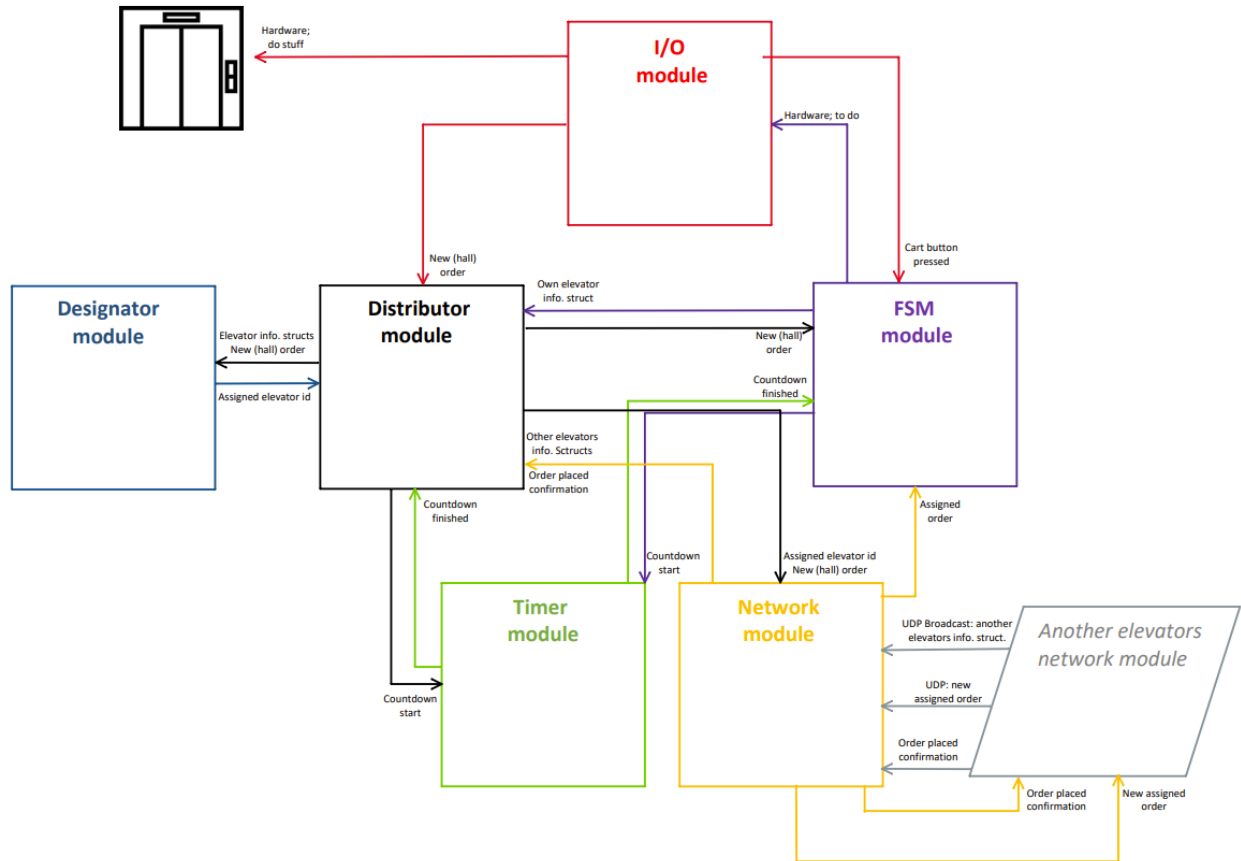 Hardware;
do stuff
I/O
module
Hardware; to do
New (hall)
order
Cart button
pressed
Designator
module
Distributor
module
Own elevator
info. struct
FSM
module
Elevator info. structs
New (hall) order
New (hall)
order
Assigned elevator id
Countdown
finished
Other elevators
info. Sctructs
Order placed
confirmation
Countdown
finished
Assigned
order
Countdown
start
Assigned elevator id
New (hall) order
Timer
module
Network
module
UDP Broadcast: another
elevators info. struct.
Another elevators
network module
UDP: new
assigned order
Countdown
start
Order placed
confirmation
Order placed
confirmation
New assigned
order